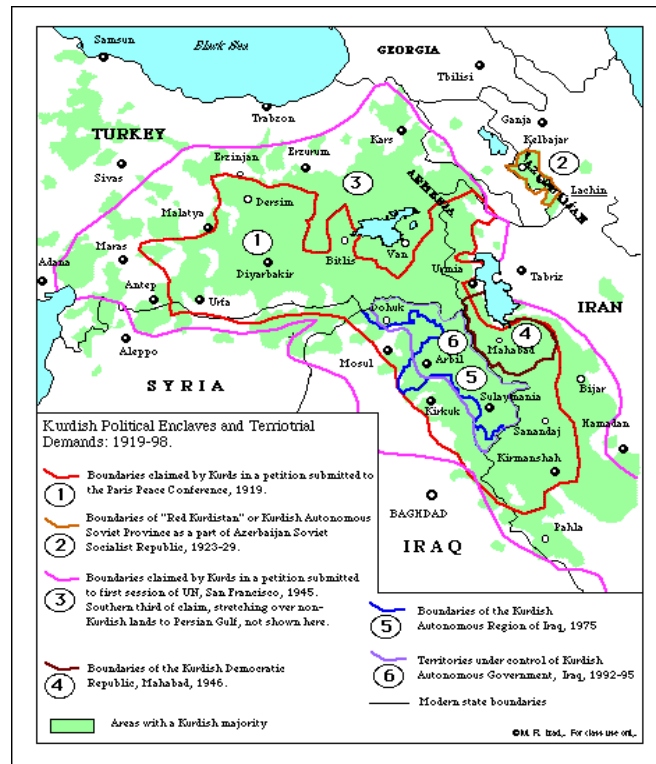 Samsun
Black Sea
GEORGIA
Tbilisi
Trabzon
Ganja
Kelbajar
TURKEY
Kars
Erzinjan
Erzurum
2
Sivas
3
ARMENIA
AZERBAIJAN
Lachin
Dersim
Malatya
1
Van
Maras
Bitlis
Adana
Diyarbakir
Urmia
Tabriz
Antep
Urfa
IRAN
Dohuk
4
Aleppo
6
Mahabad
Mosul
Arbil
SYRIA
5
Bijar
Kirkuk
Sulaymania
Sanandaj
Hamadan
Kirmanshah
BAGHDAD
Pahla
IRAQ
Kurdish Political Enclaves and Terriotrial
Demands: 1919-98.
Boundaries claimed by Kurds in a petition submitted to
1
the Paris Peace Conference, 1919.
Boundaries of "Red Kurdistan" or Kurdish Autonomous
2
Soviet Province as a part of Azerbaijan Soviet
Socialist Republic, 1923-29.
Boundaries claimed by Kurds in a petition submitted
3
to first session of UN, San Francisco, 1945.
Southern third of claim, stretching over non-
Kurdish lands to Persian Gulf, not shown here.
Boundaries of the Kurdish Democratic
4
Republic, Mahabad, 1946.
Areas with a Kurdish majority
Boundaries of the Kurdish
5
Autonomous Region of Iraq, 1975
Territories under control of Kurdish
6
Autonomous Government, Iraq, 1992-95
Modern state boundaries
©M. R. Izady. For class use only.